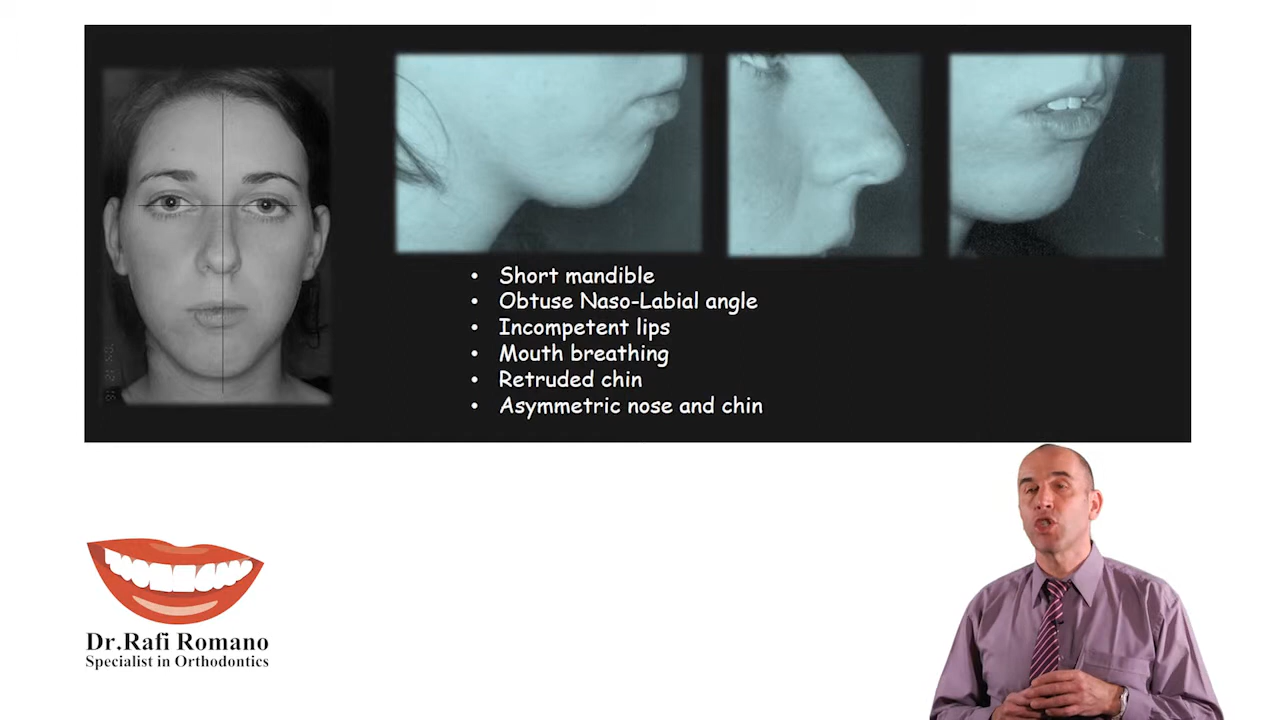 • Short mandible
• Obtuse Naso-Labial angle
• Incompetent lips
• Mouth breathing
• Retruded chin
• Asymmetric nose and chin
Dr.Rafi Romano
Specialist in Orthodontics